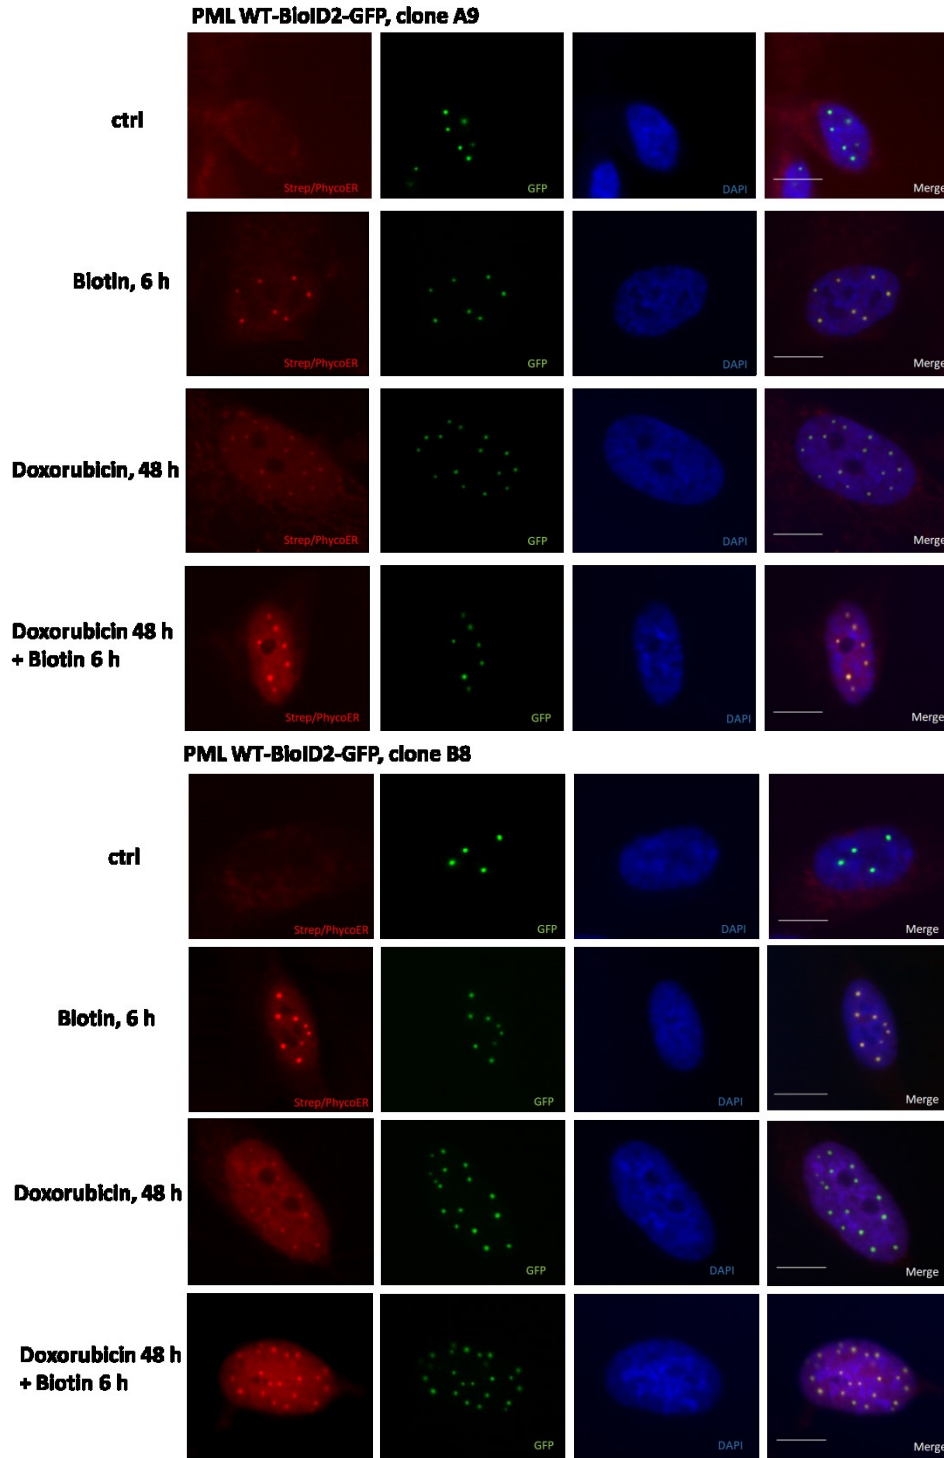 PML WT-BioID2-GFP, clone A9
ctrl
Strep/PhycoER
GFP
DAPI
Merge
Biotin, 6 h
Strep/PhycoER
GFP
DAPI
Merge
Doxorubicin, 48 h
Strep/PhycoER
GFP
DAPI
Merge
Doxorubicin 48 h
+ Biotin 6 h
Strep/PhycoER
GFP
DAPI
Merge
PML WT-BioID2-GFP, clone B8
ctrl
Strep/PhycoER
GFP
DAPI
Merge
Biotin, 6 h
Strep/PhycoER
GFP
DAPI
Merge
Doxorubicin, 48 h
GFP
DAPI
Merge
Doxorubicin 48 h
+ Biotin 6 h
GFP
DAPI
Merge